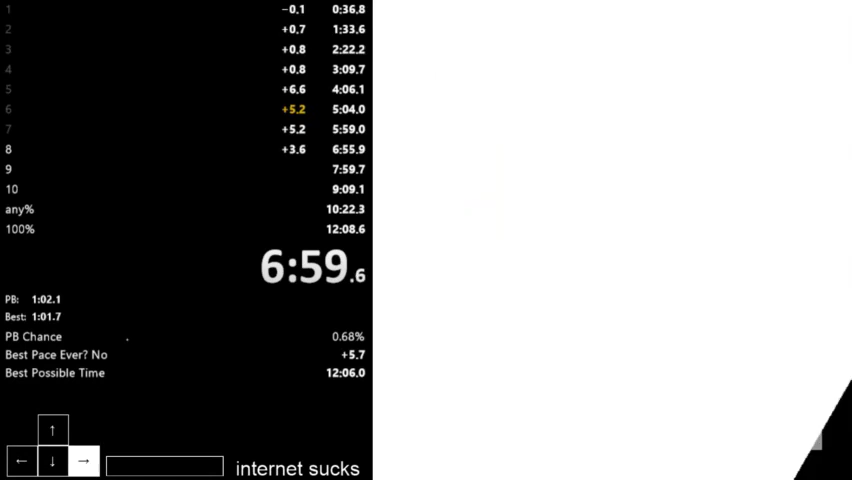 1 −0.1 0:36.8
2 +0.7 1:33.6
3 +0.8 2:22.2
4 +0.8 3:09.7
5 +6.6 4:06.1
6 +5.2 5:04.0
7 +5.2 5:59.0
8 +3.6 6:55.9
9 7:59.7
10 9:09.1
any% 10:22.3
100% 12:08.6
6:59.6
PB: 1:02.1
Best: 1:01.7
PB Chance 0.68%
Best Pace Ever? No +5.7
Best Possible Time 12:06.0
↑
← ↓ →
internet sucks